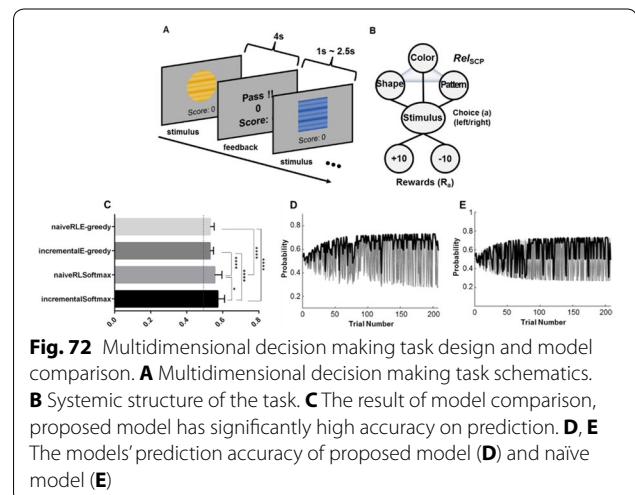 A
4s
1s ~ 2.5s
Score: 0
stimulus
Pass !!
0
Score:
feedback
Score: 0
stimulus
B
Color
Rel_SCP
Shape
Pattern
Stimulus
Choice (a)
(left/right)
+10
-10
Rewards (R_a)
C
naiveRLE-greedy
incrementalE-greedy
naiveRLSoftmax
incrementalSoftmax
0.0
0.2
0.4
0.6
0.8
****
****
****
****
*
D
Probability
0.8
0.6
0.4
0.2
0 50 100 150 200
Trial Number
E
Probability
0.8
0.6
0.4
0.2
0 50 100 150 200
Trial Number
Fig. 72 Multidimensional decision making task design and model
comparison. A Multidimensional decision making task schematics.
B Systemic structure of the task. C The result of model comparison,
proposed model has significantly high accuracy on prediction. D, E
The models’ prediction accuracy of proposed model (D) and naïve
model (E)